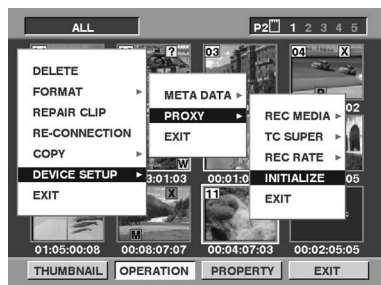 ALL
P2 1 2 3 4 5
? 03 04 X
DELETE
FORMAT
REPAIR CLIP
RE-CONNECTION
COPY
DEVICE SETUP
EXIT
META DATA
PROXY
EXIT
REC MEDIA
TC SUPER
REC RATE
INITIALIZE
EXIT
02
W
3:01:03 00:01:0 05
X 11
M
01:05:00:08 00:08:07:07 00:04:07:03 00:02:05:05
THUMBNAIL OPERATION PROPERTY EXIT